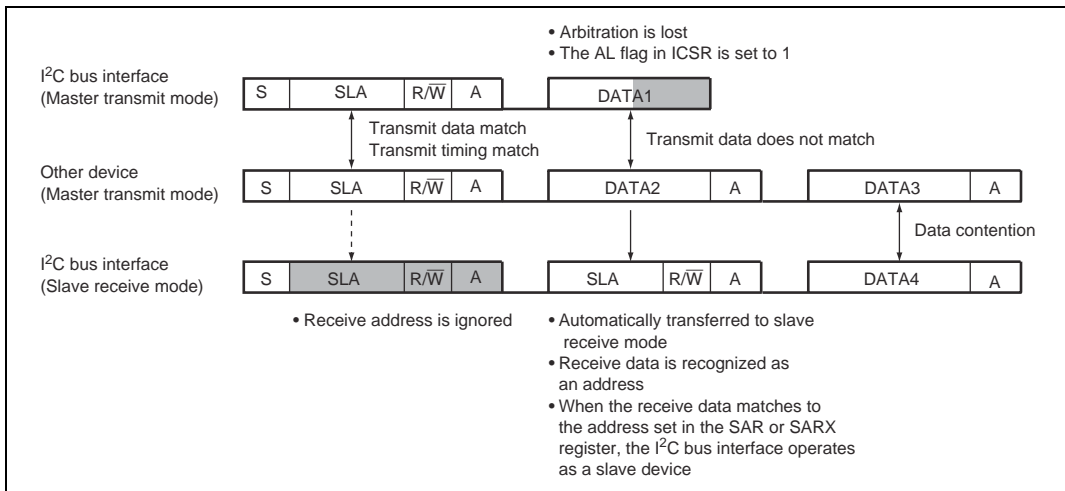 • Arbitration is lost
• The AL flag in ICSR is set to 1
I²C bus interface
(Master transmit mode)
S SLA R/W̅ A DATA1
Transmit data match
Transmit timing match
Transmit data does not match
Other device
(Master transmit mode)
S SLA R/W̅ A DATA2 A DATA3 A
Data contention
I²C bus interface
(Slave receive mode)
S SLA R/W̅ A SLA R/W̅ A DATA4 A
• Receive address is ignored
• Automatically transferred to slave
receive mode
• Receive data is recognized as
an address
• When the receive data matches to
the address set in the SAR or SARX
register, the I²C bus interface operates
as a slave device